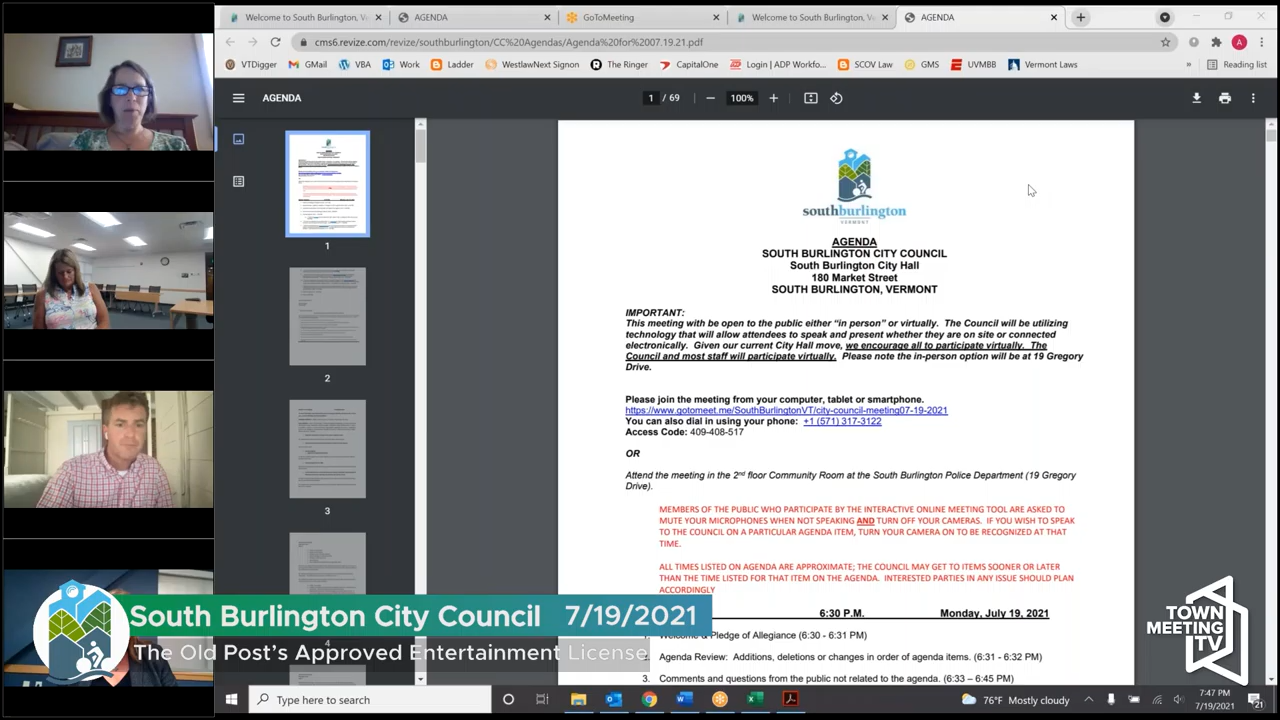 Welcome to South Burlington, V
AGENDA
GoToMeeting
Welcome to South Burlington, V
AGENDA
cms6.revize.com/revize/southburlington/CC%20Agendas/Agenda%20for%2007.19.21.pdf
VTDigger
GMail
VBA
Work
Ladder
WestlawNext Signon
The Ringer
CapitalOne
Login | ADP Workfo...
SCOV Law
GMS
UVMBB
Vermont Laws
»
Reading list
AGENDA
1 / 69
100%
1
2
3
4
southburlington
VERMONT
AGENDA
SOUTH BURLINGTON CITY COUNCIL
South Burlington City Hall
180 Market Street
SOUTH BURLINGTON, VERMONT
IMPORTANT:
This meeting with be open to the public either "in person" or virtually. The Council will be utilizing
technology that will allow attendees to speak and present whether they are on site or connected
electronically. Given our current City Hall move, we encourage all to participate virtually. The
Council and most staff will participate virtually. Please note the in-person option will be at 19 Gregory
Drive.
Please join the meeting from your computer, tablet or smartphone.
https://www.gotomeet.me/SouthBurlingtonVT/city-council-meeting07-19-2021
You can also dial in using your phone: +1 (571) 317-3122
Access Code: 409-408-517
OR
Attend the meeting in the 2nd floor Community Room at the South Burlington Police Department (19 Gregory
Drive).
MEMBERS OF THE PUBLIC WHO PARTICIPATE BY THE INTERACTIVE ONLINE MEETING TOOL ARE ASKED TO
MUTE YOUR MICROPHONES WHEN NOT SPEAKING AND TURN OFF YOUR CAMERAS. IF YOU WISH TO SPEAK
TO THE COUNCIL ON A PARTICULAR AGENDA ITEM, TURN YOUR CAMERA ON TO BE RECOGNIZED AT THAT
TIME.
ALL TIMES LISTED ON AGENDA ARE APPROXIMATE; THE COUNCIL MAY GET TO ITEMS SOONER OR LATER
THAN THE TIME LISTED FOR THAT ITEM ON THE AGENDA. INTERESTED PARTIES IN ANY ISSUE SHOULD PLAN
ACCORDINGLY
6:30 P.M. Monday, July 19, 2021
Welcome & Pledge of Allegiance (6:30 - 6:31 PM)
Agenda Review: Additions, deletions or changes in order of agenda items. (6:31 - 6:32 PM)
3. Comments and questions from the public not related to the agenda. (6:33 – 6:45 PM)
South Burlington City Council 7/19/2021
The Old Post's Approved Entertainment License
TOWN
MEETING
TV
Type here to search
76°F Mostly cloudy
7:47 PM
7/19/2021
21